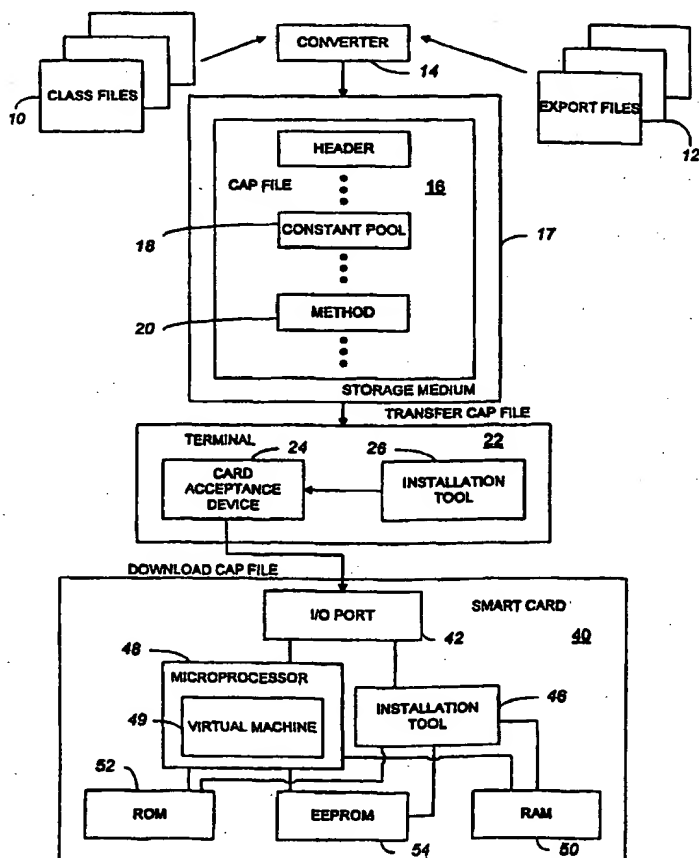 CONVERTER
14
CLASS FILES
10
EXPORT FILES
12
HEADER
CAP FILE
16
CONSTANT POOL
18
17
METHOD
20
STORAGE MEDIUM
TRANSFER CAP FILE
TERMINAL
22
24
26
CARD
ACCEPTANCE
DEVICE
INSTALLATION
TOOL
DOWNLOAD CAP FILE
I/O PORT
42
SMART CARD
40
48
MICROPROCESSOR
49
VIRTUAL MACHINE
INSTALLATION
TOOL
46
52
ROM
EEPROM
54
RAM
50